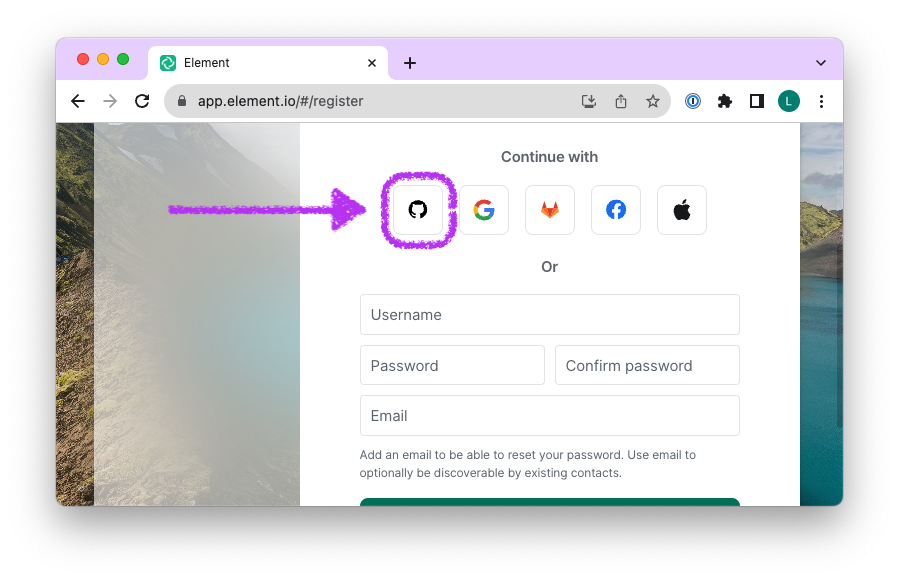 Element
app.element.io/#/register
L
Continue with
Or
Username
Password Confirm password
Email
Add an email to be able to reset your password. Use email to
optionally be discoverable by existing contacts.